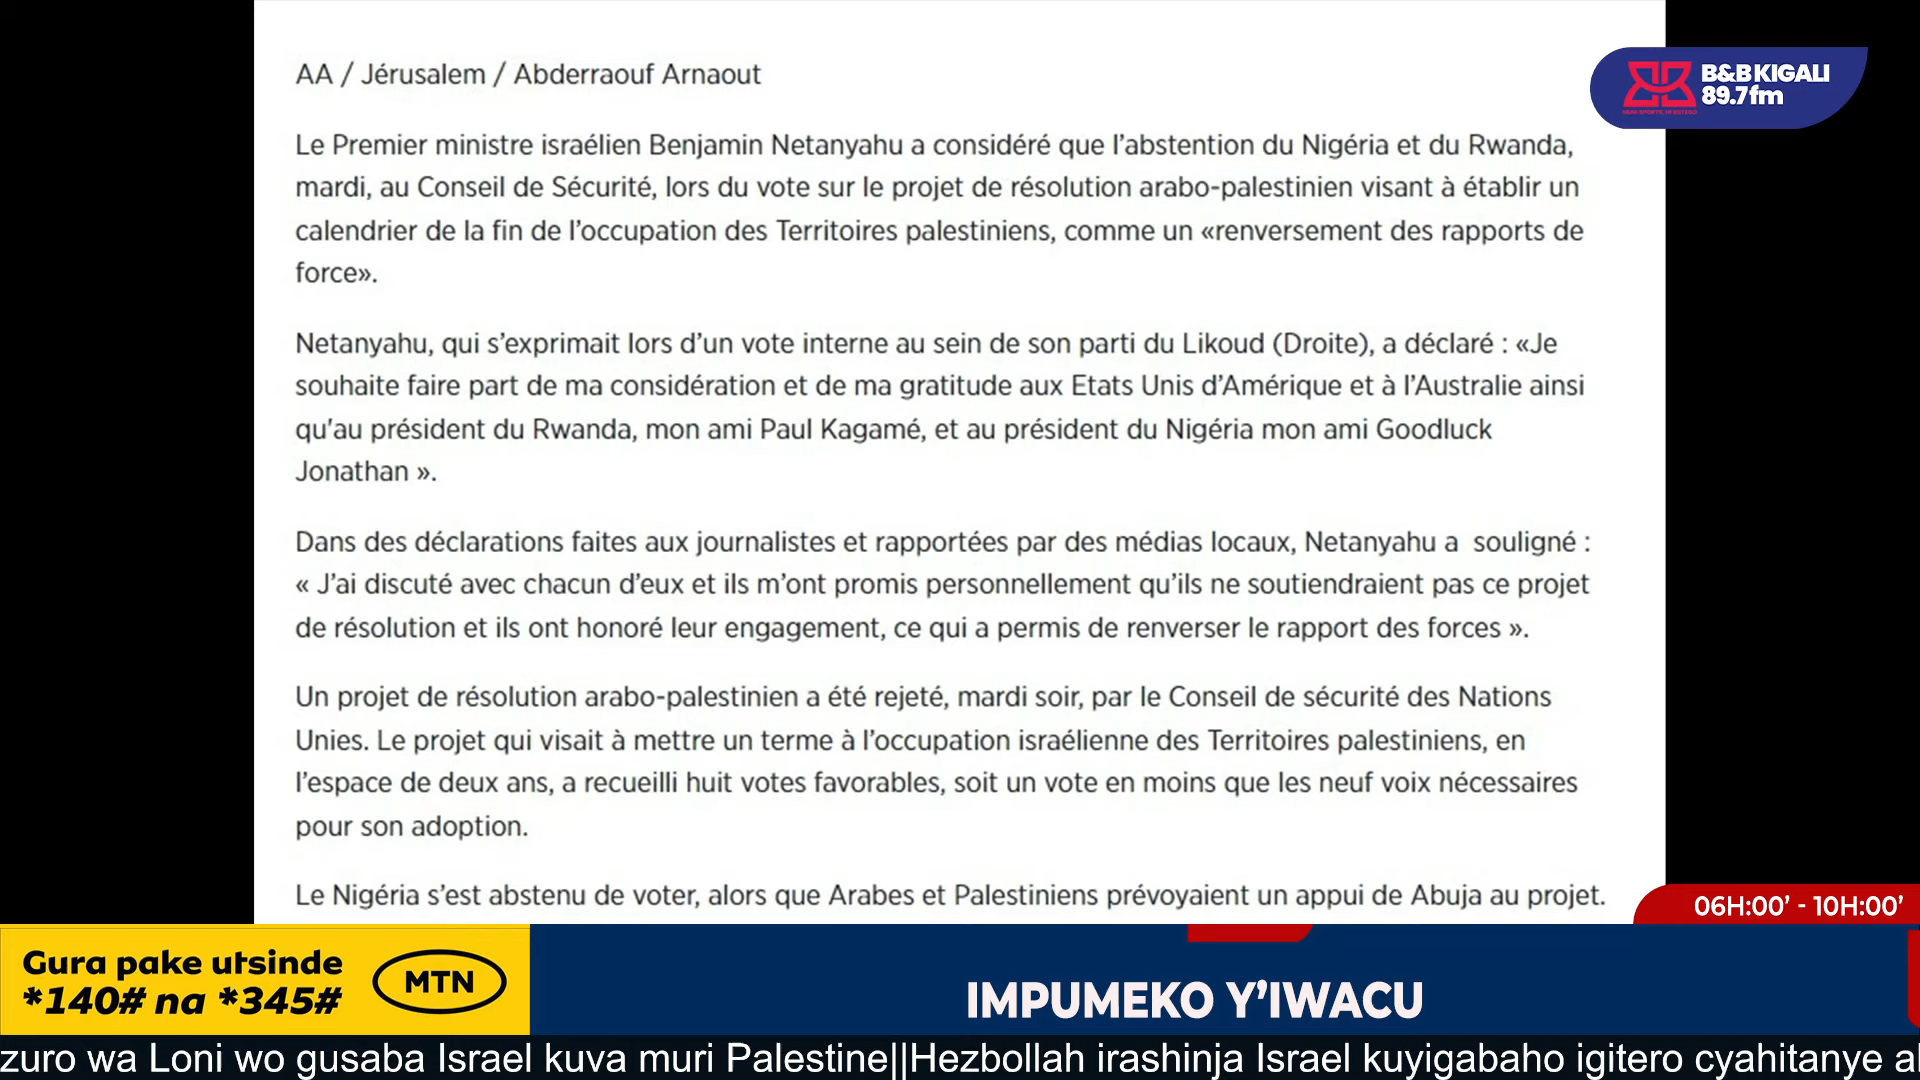 AA / Jérusalem / Abderraouf Arnaout
B&B KIGALI
89.7fm
Le Premier ministre israélien Benjamin Netanyahu a considéré que l’abstention du Nigéria et du Rwanda,
mardi, au Conseil de Sécurité, lors du vote sur le projet de résolution arabo-palestinien visant à établir un
calendrier de la fin de l’occupation des Territoires palestiniens, comme un «renversement des rapports de
force».
Netanyahu, qui s’exprimait lors d’un vote interne au sein de son parti du Likoud (Droite), a déclaré : «Je
souhaite faire part de ma considération et de ma gratitude aux Etats Unis d’Amérique et à l’Australie ainsi
qu'au président du Rwanda, mon ami Paul Kagamé, et au président du Nigéria mon ami Goodluck
Jonathan ».
Dans des déclarations faites aux journalistes et rapportées par des médias locaux, Netanyahu a  souligné :
« J’ai discuté avec chacun d’eux et ils m’ont promis personnellement qu’ils ne soutiendraient pas ce projet
de résolution et ils ont honoré leur engagement, ce qui a permis de renverser le rapport des forces ».
Un projet de résolution arabo-palestinien a été rejeté, mardi soir, par le Conseil de sécurité des Nations
Unies. Le projet qui visait à mettre un terme à l’occupation israélienne des Territoires palestiniens, en
l’espace de deux ans, a recueilli huit votes favorables, soit un vote en moins que les neuf voix nécessaires
pour son adoption.
Le Nigéria s’est abstenu de voter, alors que Arabes et Palestiniens prévoyaient un appui de Abuja au projet.
06H:00’ - 10H:00’
Gura pake utsinde
*140# na *345#
MTN
IMPUMEKO Y’IWACU
zuro wa Loni wo gusaba Israel kuva muri Palestine||Hezbollah irashinja Israel kuyigabaho igitero cyahitanye